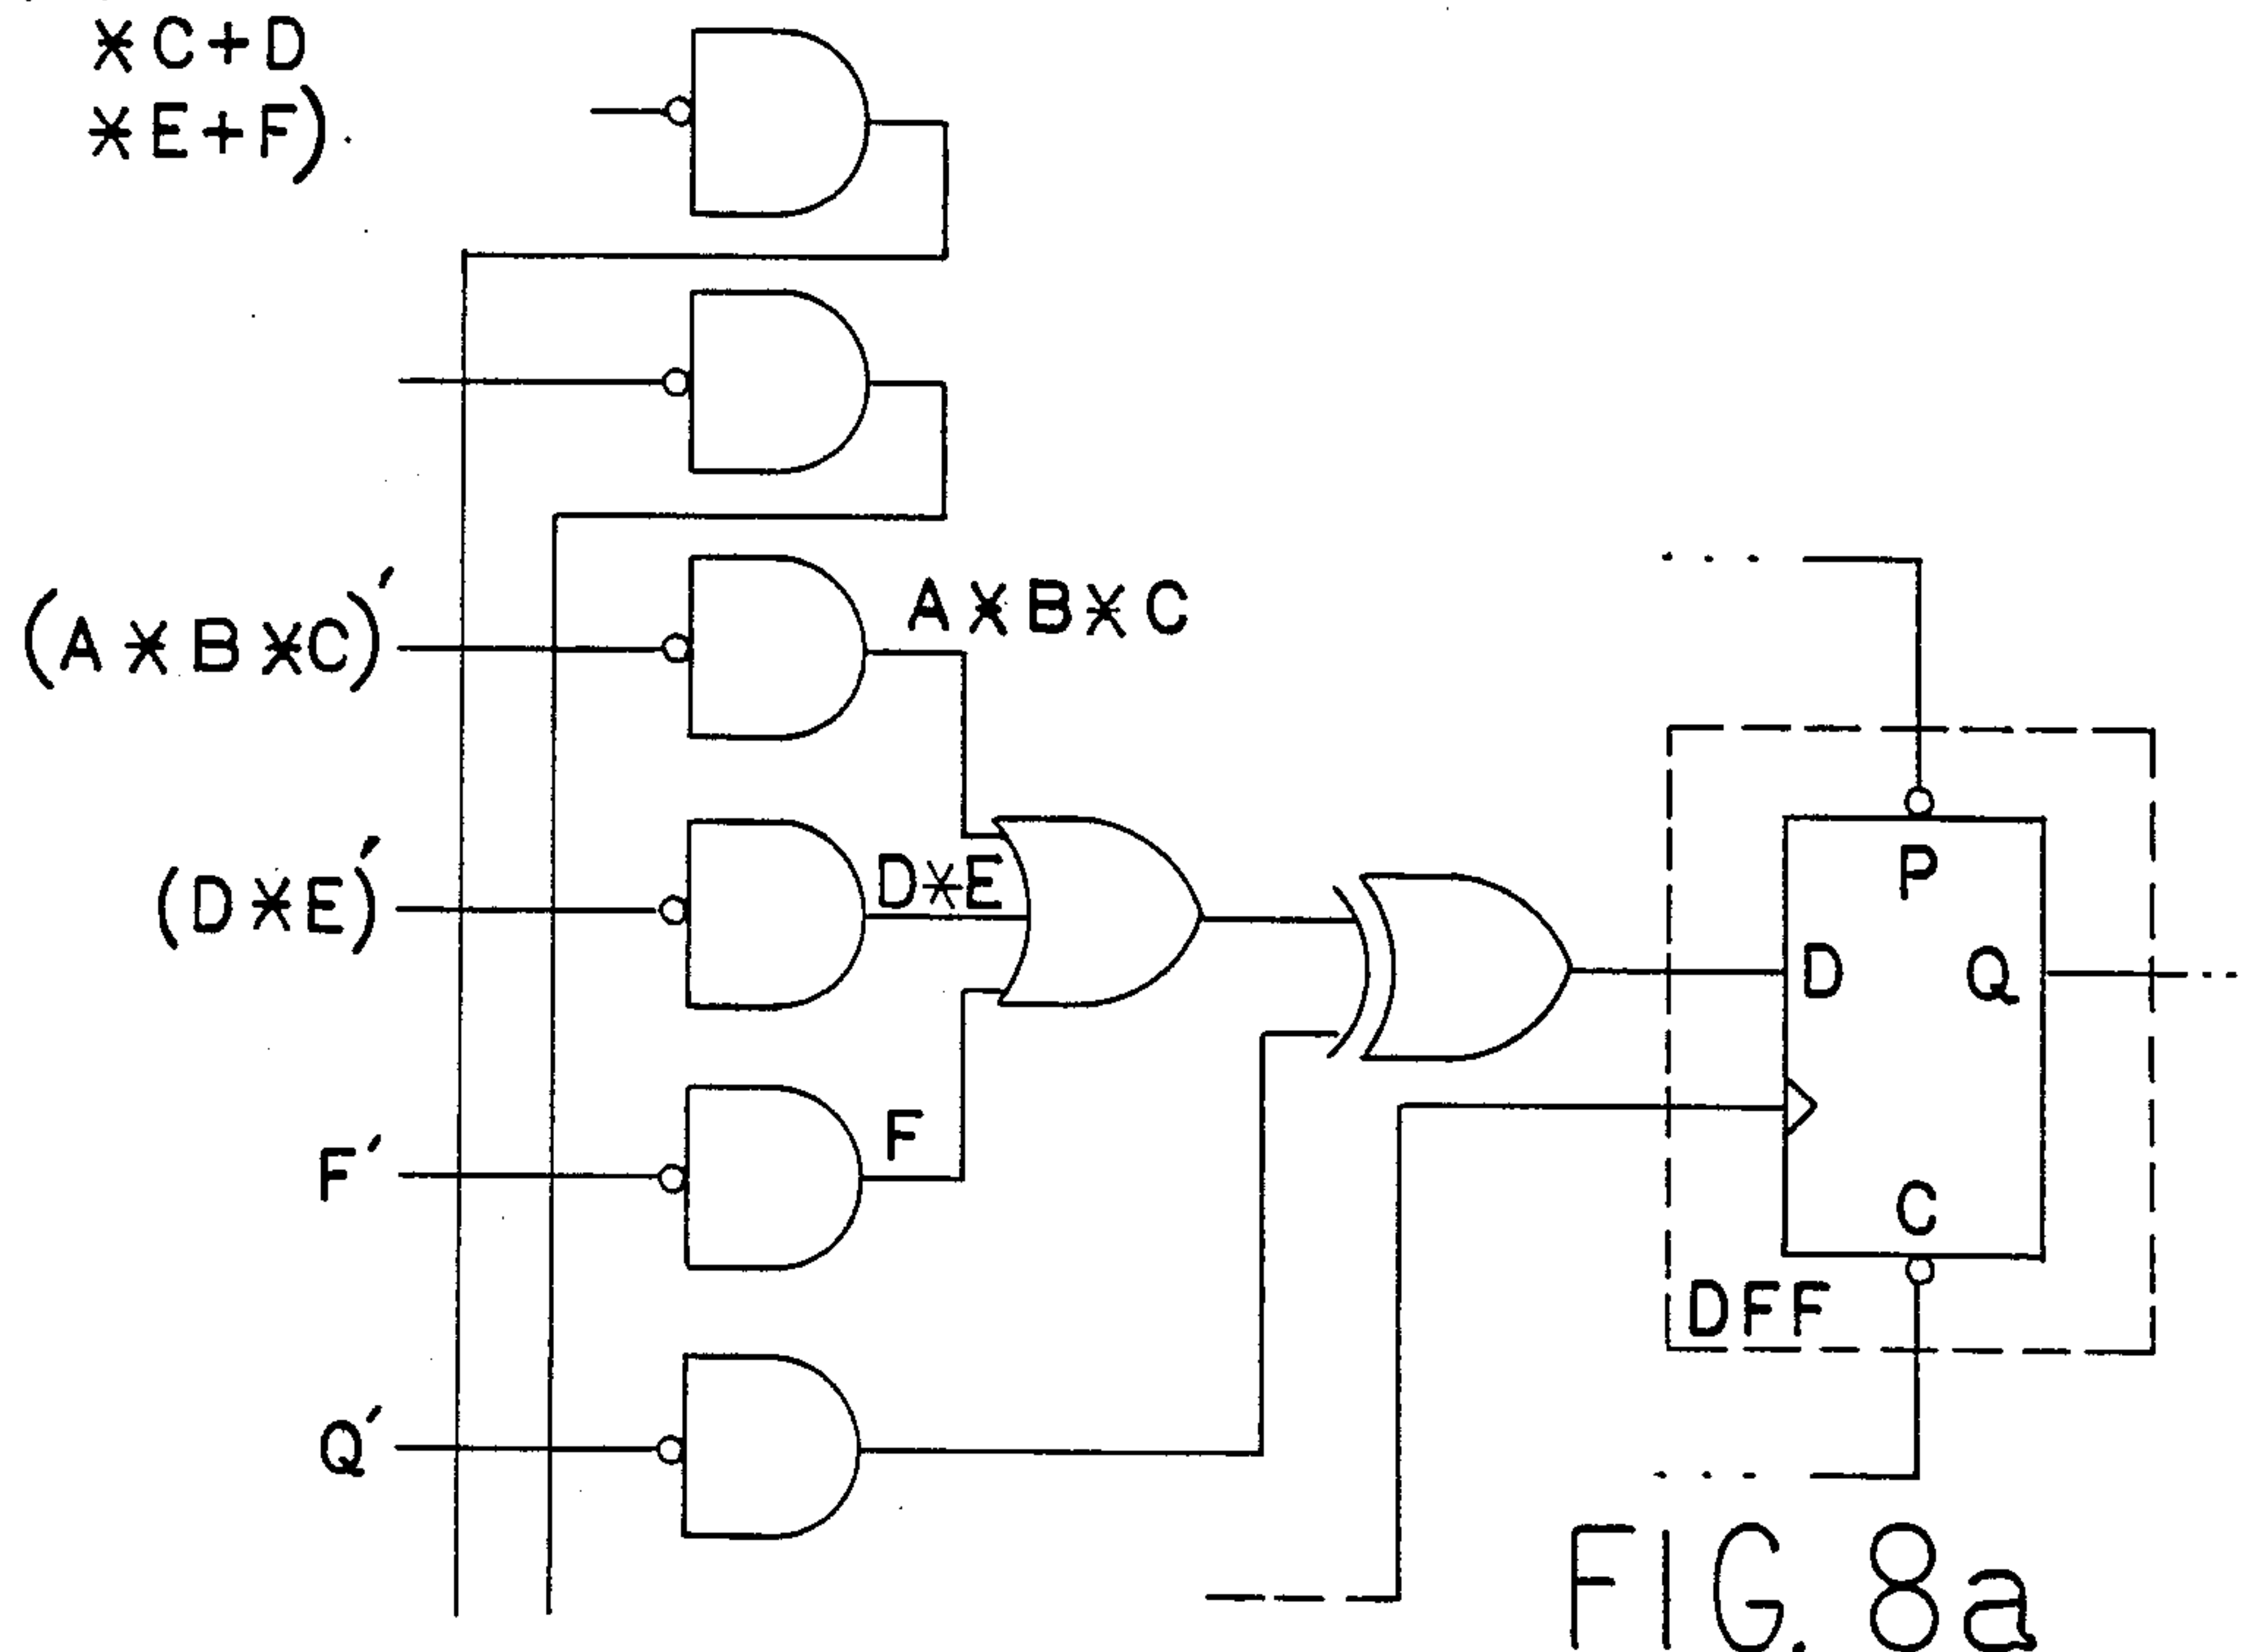 *C+D
*E+F).
A*B*C
(A*B*C)'
D*E
(D*E)'
P
D Q
F
F'
C
DFF
Q'
FIG. 8a